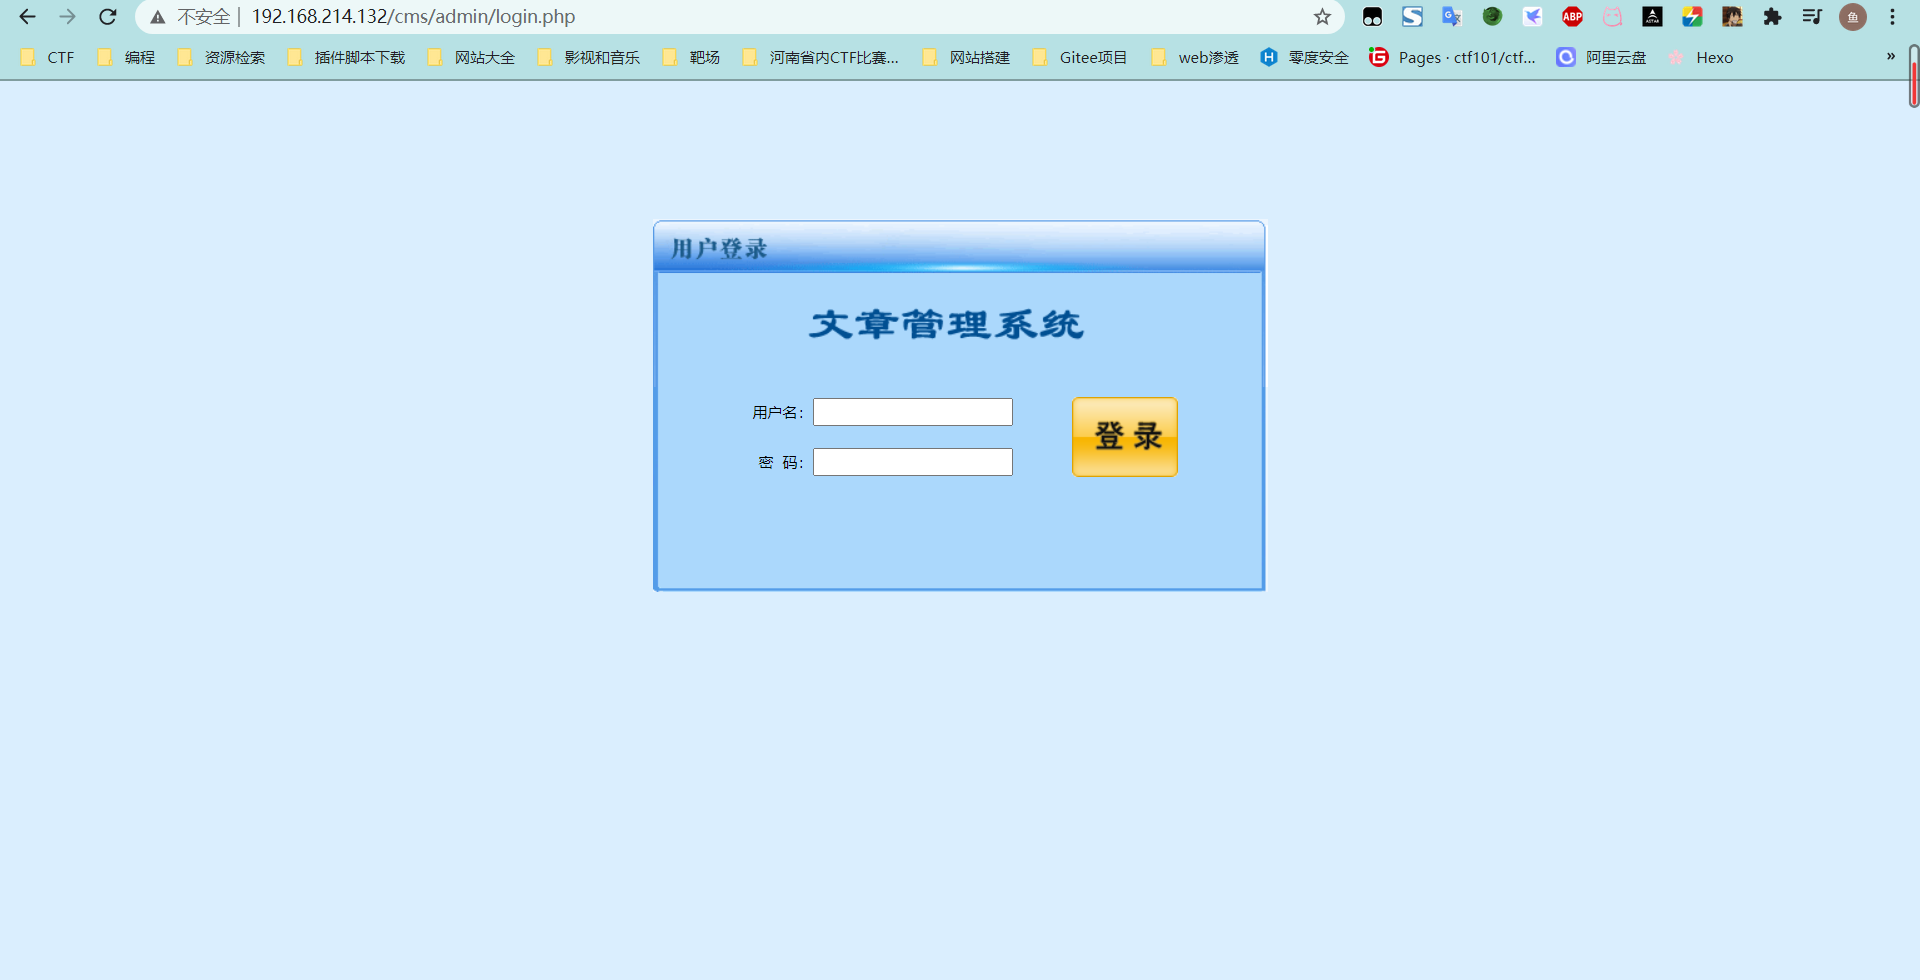 不安全 | 192.168.214.132/cms/admin/login.php
ABP
鱼
CTF 编程 资源检索 插件脚本下载 网站大全 影视和音乐 靶场 河南省内CTF比赛... 网站搭建 Gitee项目 web渗透 零度安全 Pages · ctf101/ctf... 阿里云盘 Hexo »
用户登录
文章管理系统
用户名：
登 录
密 码：